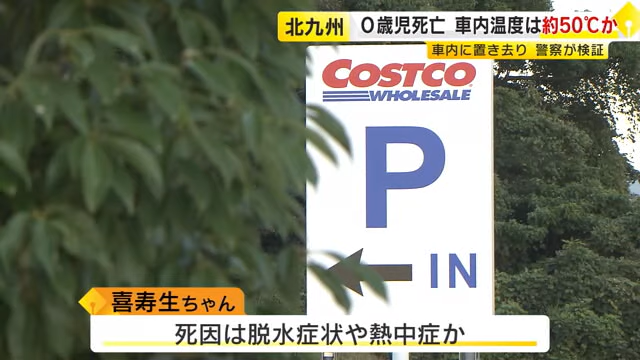 北九州
0歳児死亡 車内温度は約50℃か
車内に置き去り 警察が検証
COSTCO
WHOLESALE
P
IN
喜寿生ちゃん
死因は脱水症状や熱中症か